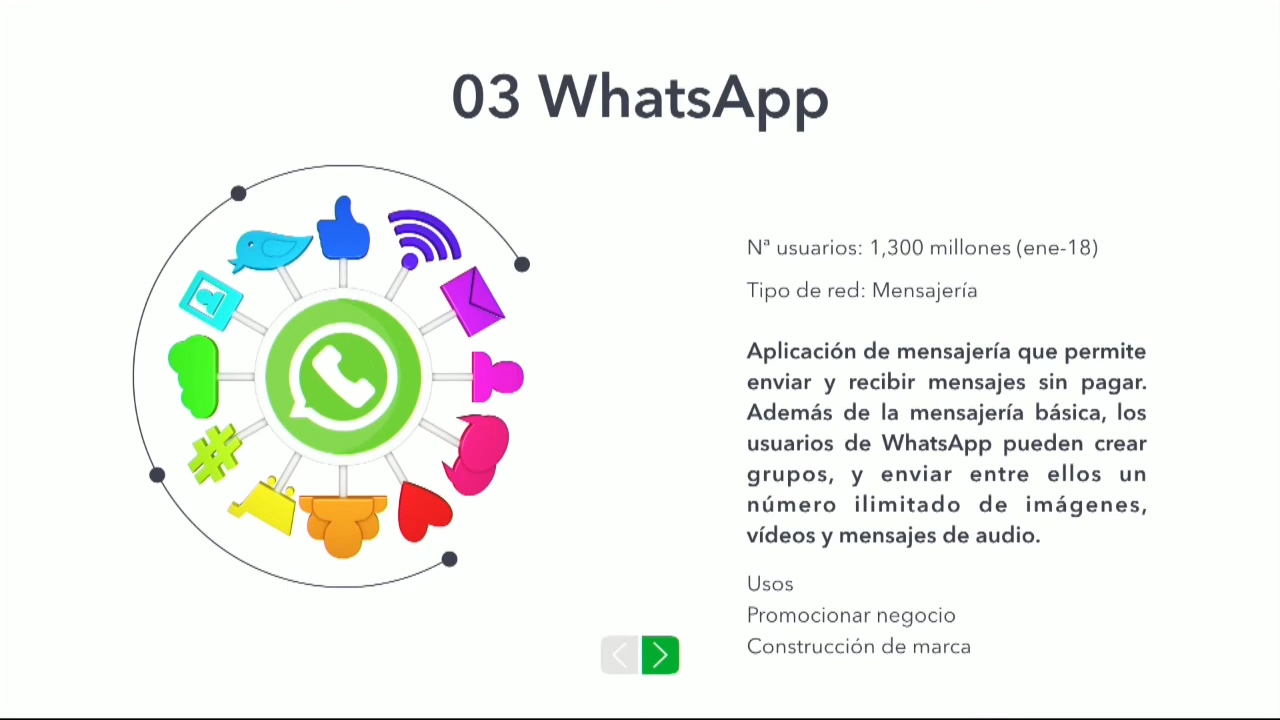 03 WhatsApp
Nª usuarios: 1,300 millones (ene-18)
Tipo de red: Mensajería
Aplicación de mensajería que permite
enviar y recibir mensajes sin pagar.
Además de la mensajería básica, los
usuarios de WhatsApp pueden crear
grupos, y enviar entre ellos un
número ilimitado de imágenes,
vídeos y mensajes de audio.
Usos
Promocionar negocio
Construcción de marca